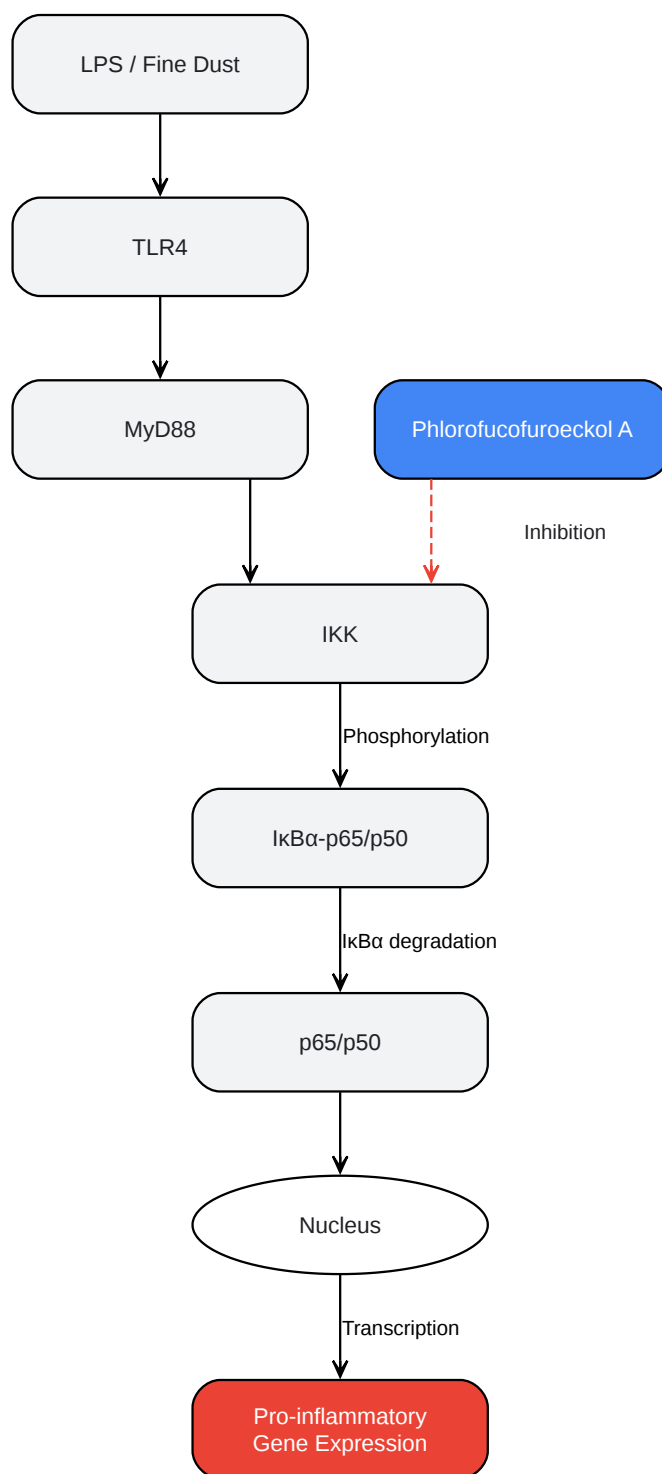 LPS / Fine Dust
TLR4
MyD88
Phlorofucofuroeckol A
Inhibition
IKK
Phosphorylation
IκBα-p65/p50
IκBα degradation
p65/p50
Nucleus
Transcription
Pro-inflammatory
Gene Expression